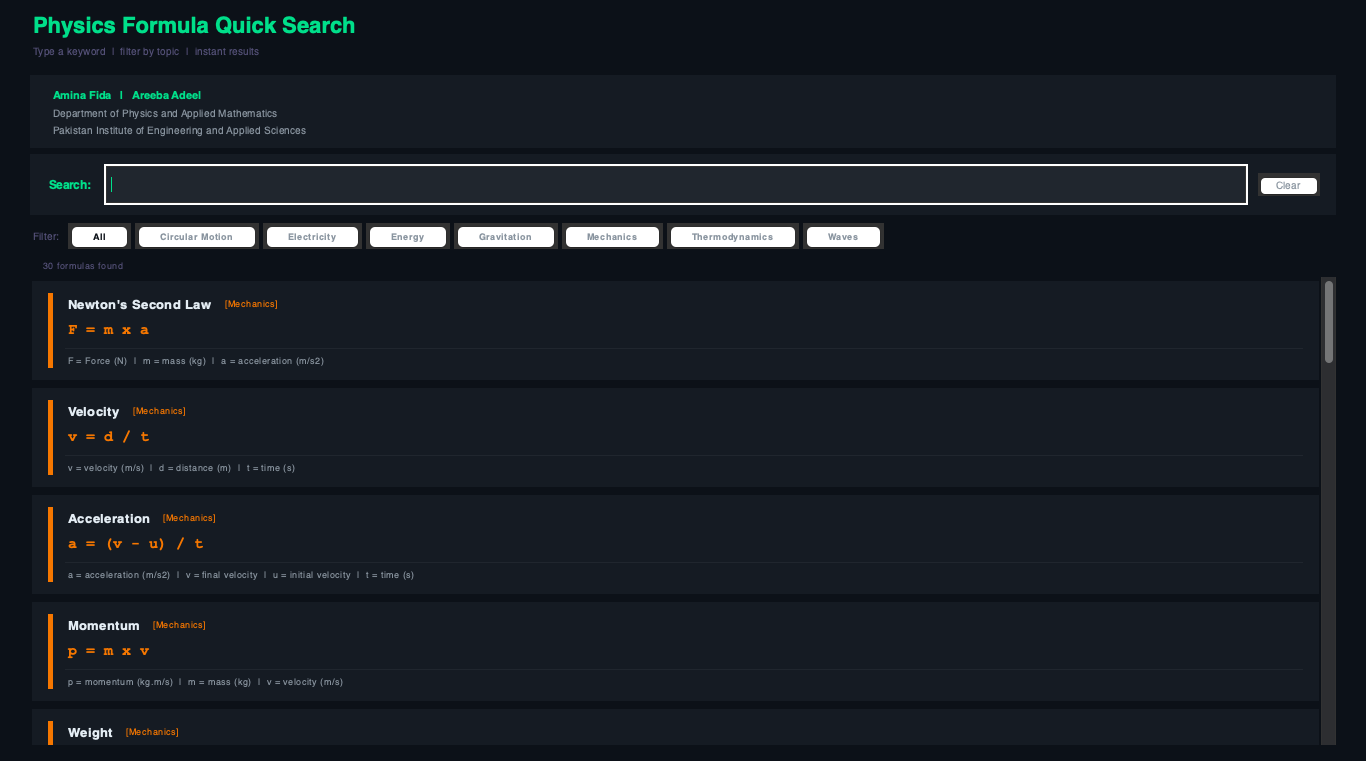 Physics Formula Quick Search
Type a keyword | filter by topic | instant results
Amina Fida | Areeba Adeel
Department of Physics and Applied Mathematics
Pakistan Institute of Engineering and Applied Sciences
Search: Clear
Filter: All Circular Motion Electricity Energy Gravitation Mechanics Thermodynamics Waves
30 formulas found
Newton's Second Law [Mechanics]
F = m x a
F = Force (N) | m = mass (kg) | a = acceleration (m/s2)
Velocity [Mechanics]
v = d / t
v = velocity (m/s) | d = distance (m) | t = time (s)
Acceleration [Mechanics]
a = (v - u) / t
a = acceleration (m/s2) | v = final velocity | u = initial velocity | t = time (s)
Momentum [Mechanics]
p = m x v
p = momentum (kg.m/s) | m = mass (kg) | v = velocity (m/s)
Weight [Mechanics]